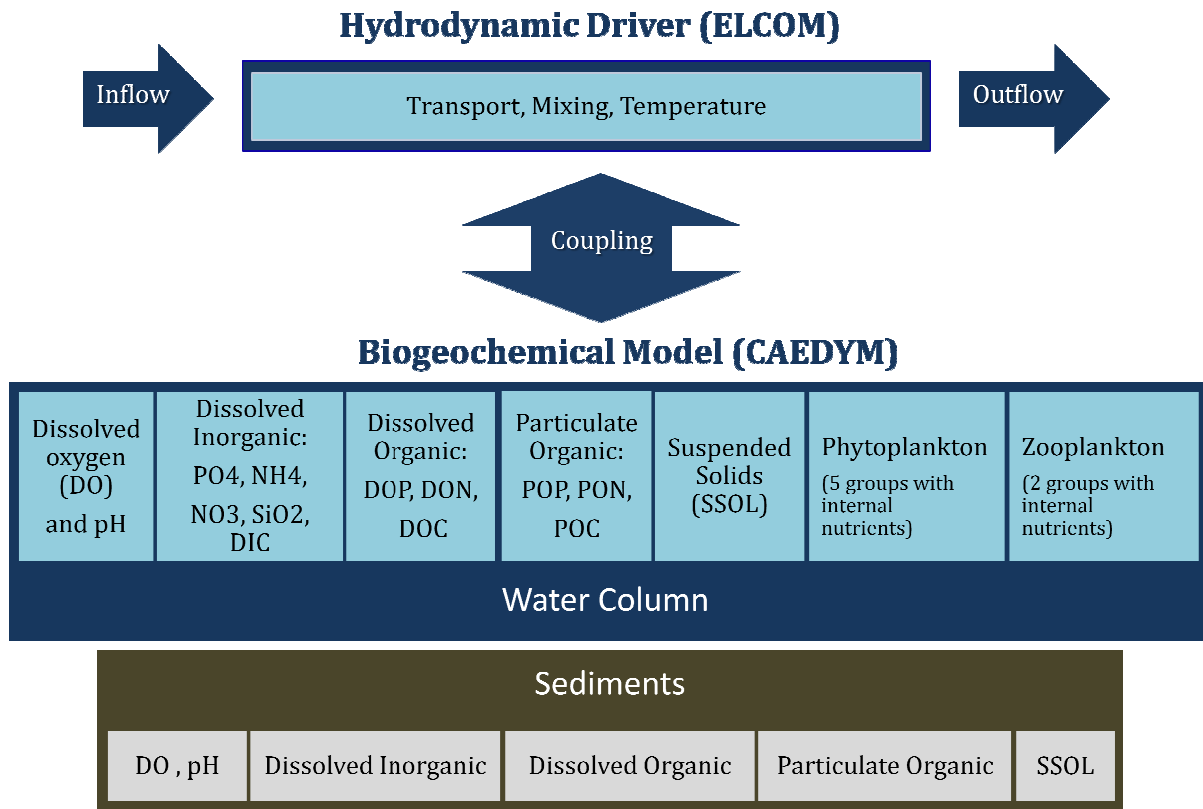 Hydrodynamic Driver (ELCOM)
Inflow
Transport, Mixing, Temperature
Outflow
Coupling
Biogeochemical Model (CAEDYM)
Dissolved
oxygen
(DO)
and pH
Dissolved
Inorganic:
PO4, NH4,
NO3, SiO2,
DIC
Dissolved
Organic:
DOP, DON,
DOC
Particulate
Organic:
POP, PON,
POC
Suspended
Solids
(SSOL)
Phytoplankton
(5 groups with
internal
nutrients)
Zooplankton
(2 groups with
internal
nutrients)
Water Column
Sediments
DO , pH
Dissolved Inorganic
Dissolved Organic
Particulate Organic
SSOL